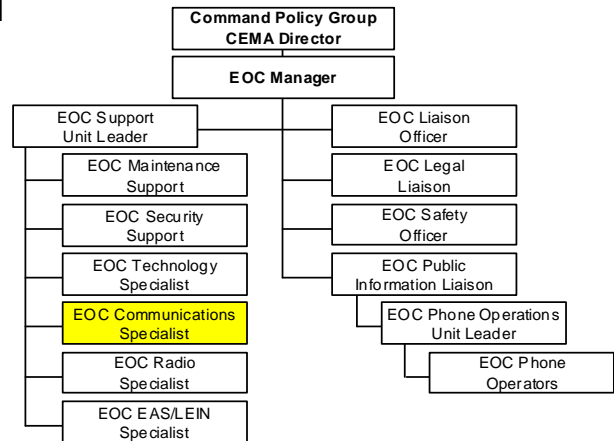 Command Policy Group
CEMA Director
EOC Manager
EOC Support
Unit Leader
EOC Maintenance
Support
EOC Security
Support
EOC Technology
Specialist
EOC Communications
Specialist
EOC Radio
Specialist
EOC EAS/LEIN
Specialist
EOC Liaison
Officer
EOC Legal
Liaison
EOC Safety
Officer
EOC Public
Information Liaison
EOC Phone Operations
Unit Leader
EOC Phone
Operators